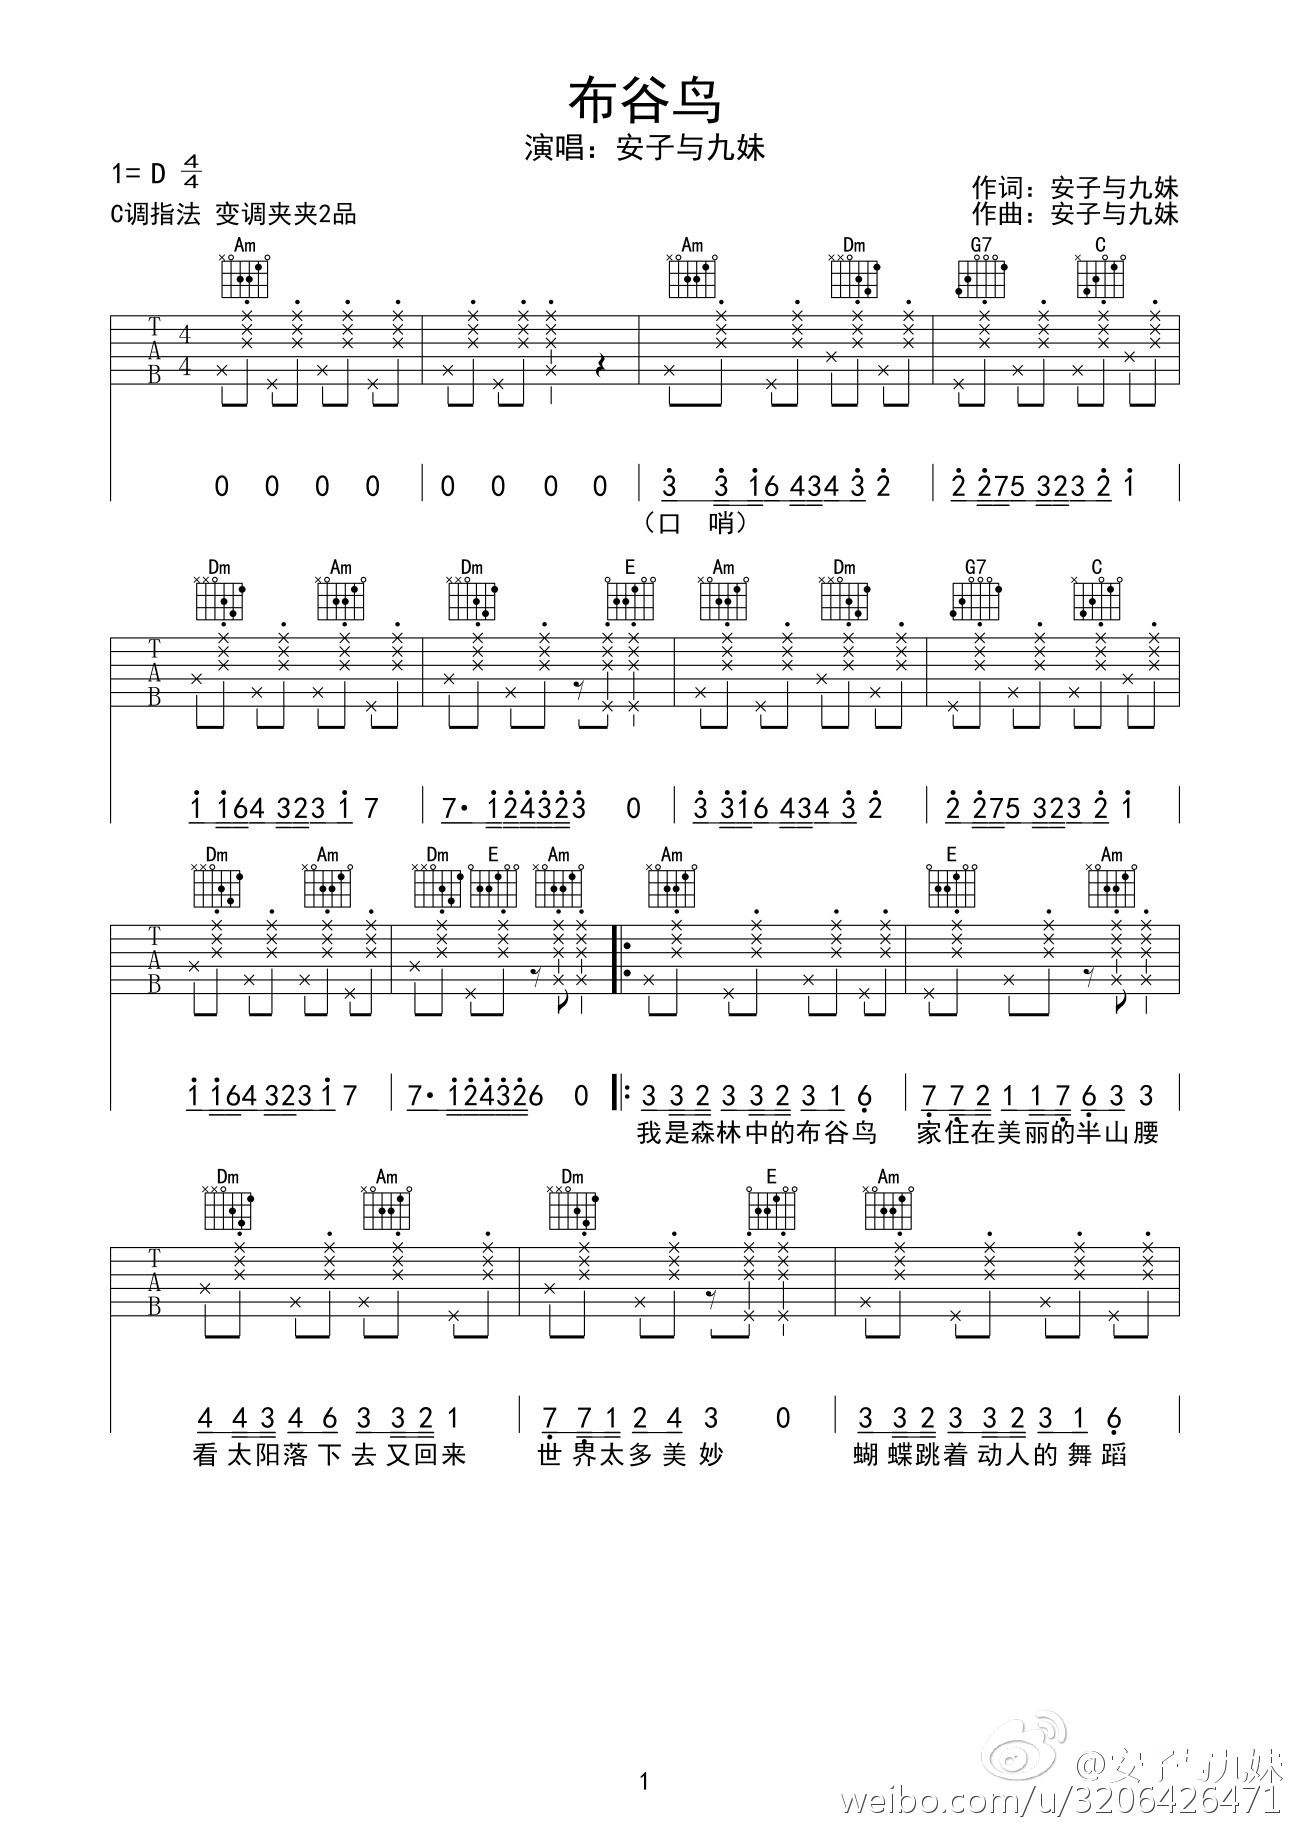 布谷鸟
演唱：安子与九妹
1= D 4/4
作词：安子与九妹
C调指法 变调夹夹2品
作曲：安子与九妹
Am Am Dm G7 C
T A B 4 4
0 0 0 0 0 0 0 0 3 3 16 434 3 2 2 275 323 2 1
（口 哨）
Dm Am Dm E Am Dm G7 C
T A B
1 164 323 1 7 7· 124323 0 3 316 434 3 2 2 275 323 2 1
Dm Am Dm E Am Am E Am
T A B
1 164 323 1 7 7· 124326 0 3 3 2 3 3 2 3 1 6 7 7 2 1 1 7 6 3 3
我是森林中的布谷鸟 家住在美丽的半山腰
Dm Am Dm E Am
T A B
4 4 3 4 6 3 3 2 1 7 7 1 2 4 3 0 3 3 2 3 3 2 3 1 6
看太阳落下去又回来 世界太多美妙 蝴蝶跳着动人的舞蹈
1
@安子与九妹
weibo.com/u/3206426471